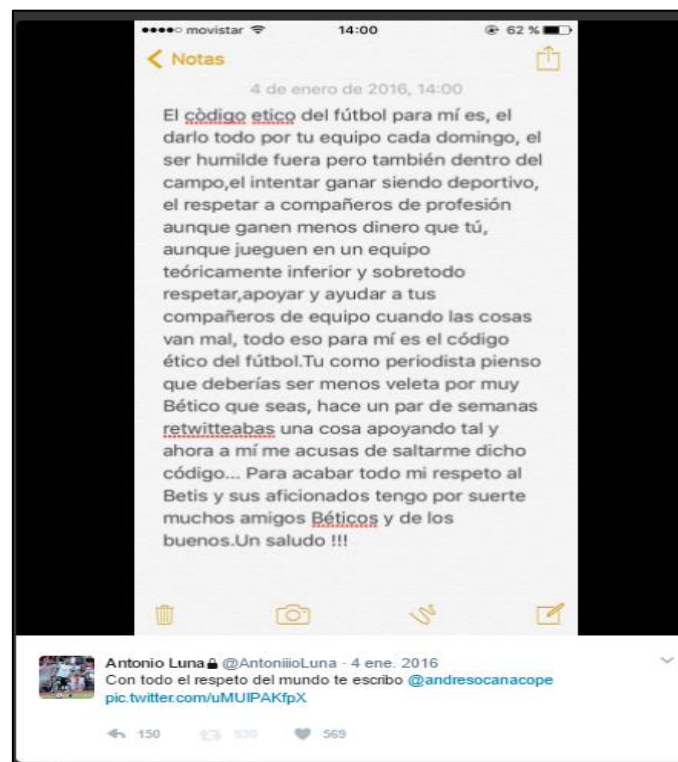 movistar 14:00 62 %
Notas
4 de enero de 2016, 14:00
El còdigo etico del fútbol para mí es, el
darlo todo por tu equipo cada domingo, el
ser humilde fuera pero también dentro del
campo,el intentar ganar siendo deportivo,
el respetar a compañeros de profesión
aunque ganen menos dinero que tú,
aunque jueguen en un equipo
teóricamente inferior y sobretodo
respetar,apoyar y ayudar a tus
compañeros de equipo cuando las cosas
van mal, todo eso para mí es el código
ético del fútbol.Tu como periodista pienso
que deberías ser menos veleta por muy
Bético que seas, hace un par de semanas
retwitteabas una cosa apoyando tal y
ahora a mí me acusas de saltarme dicho
código... Para acabar todo mi respeto al
Betis y sus aficionados tengo por suerte
muchos amigos Béticos y de los
buenos.Un saludo !!!
Antonio Luna @AntoniiioLuna · 4 ene. 2016
Con todo el respeto del mundo te escribo @andresocanacope
pic.twitter.com/uMUIPAKfpX
150 830 569